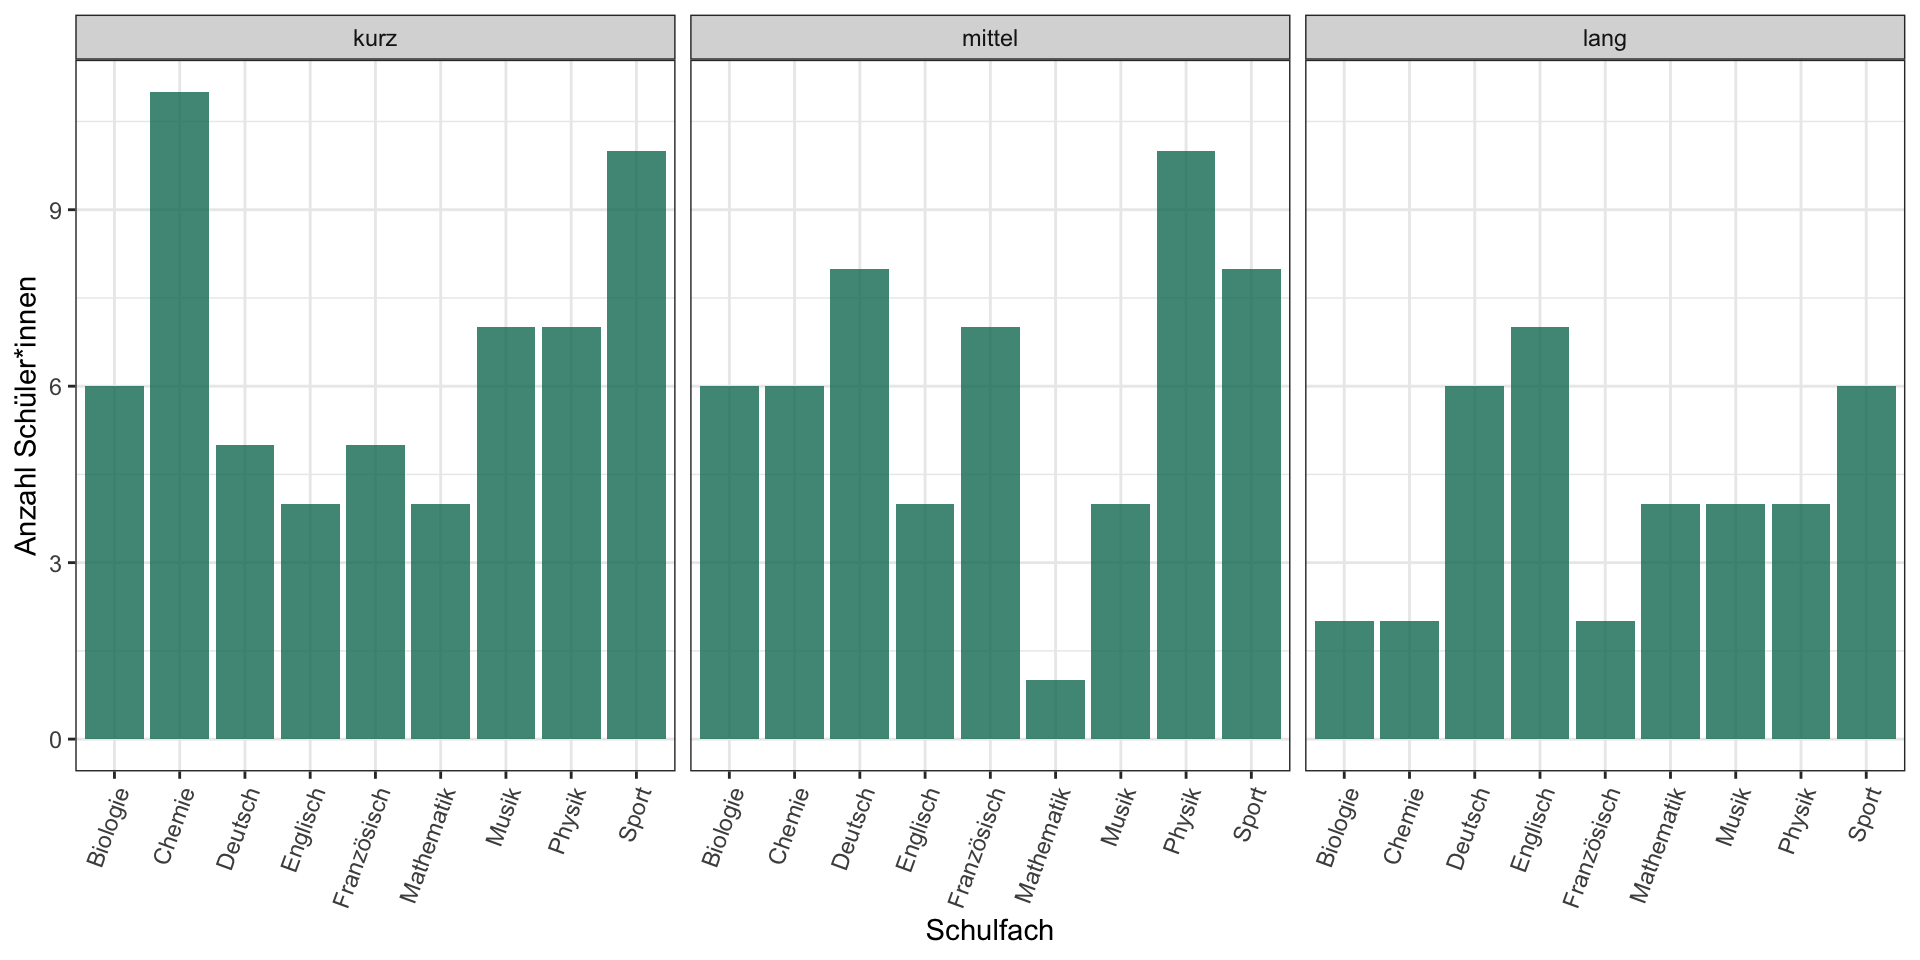 kurz
mittel
lang
Anzahl Schüler*innen
9
6
3
0
Biologie
Chemie
Deutsch
Englisch
Französisch
Mathematik
Musik
Physik
Sport
Biologie
Chemie
Deutsch
Englisch
Französisch
Mathematik
Musik
Physik
Sport
Biologie
Chemie
Deutsch
Englisch
Französisch
Mathematik
Musik
Physik
Sport
Schulfach